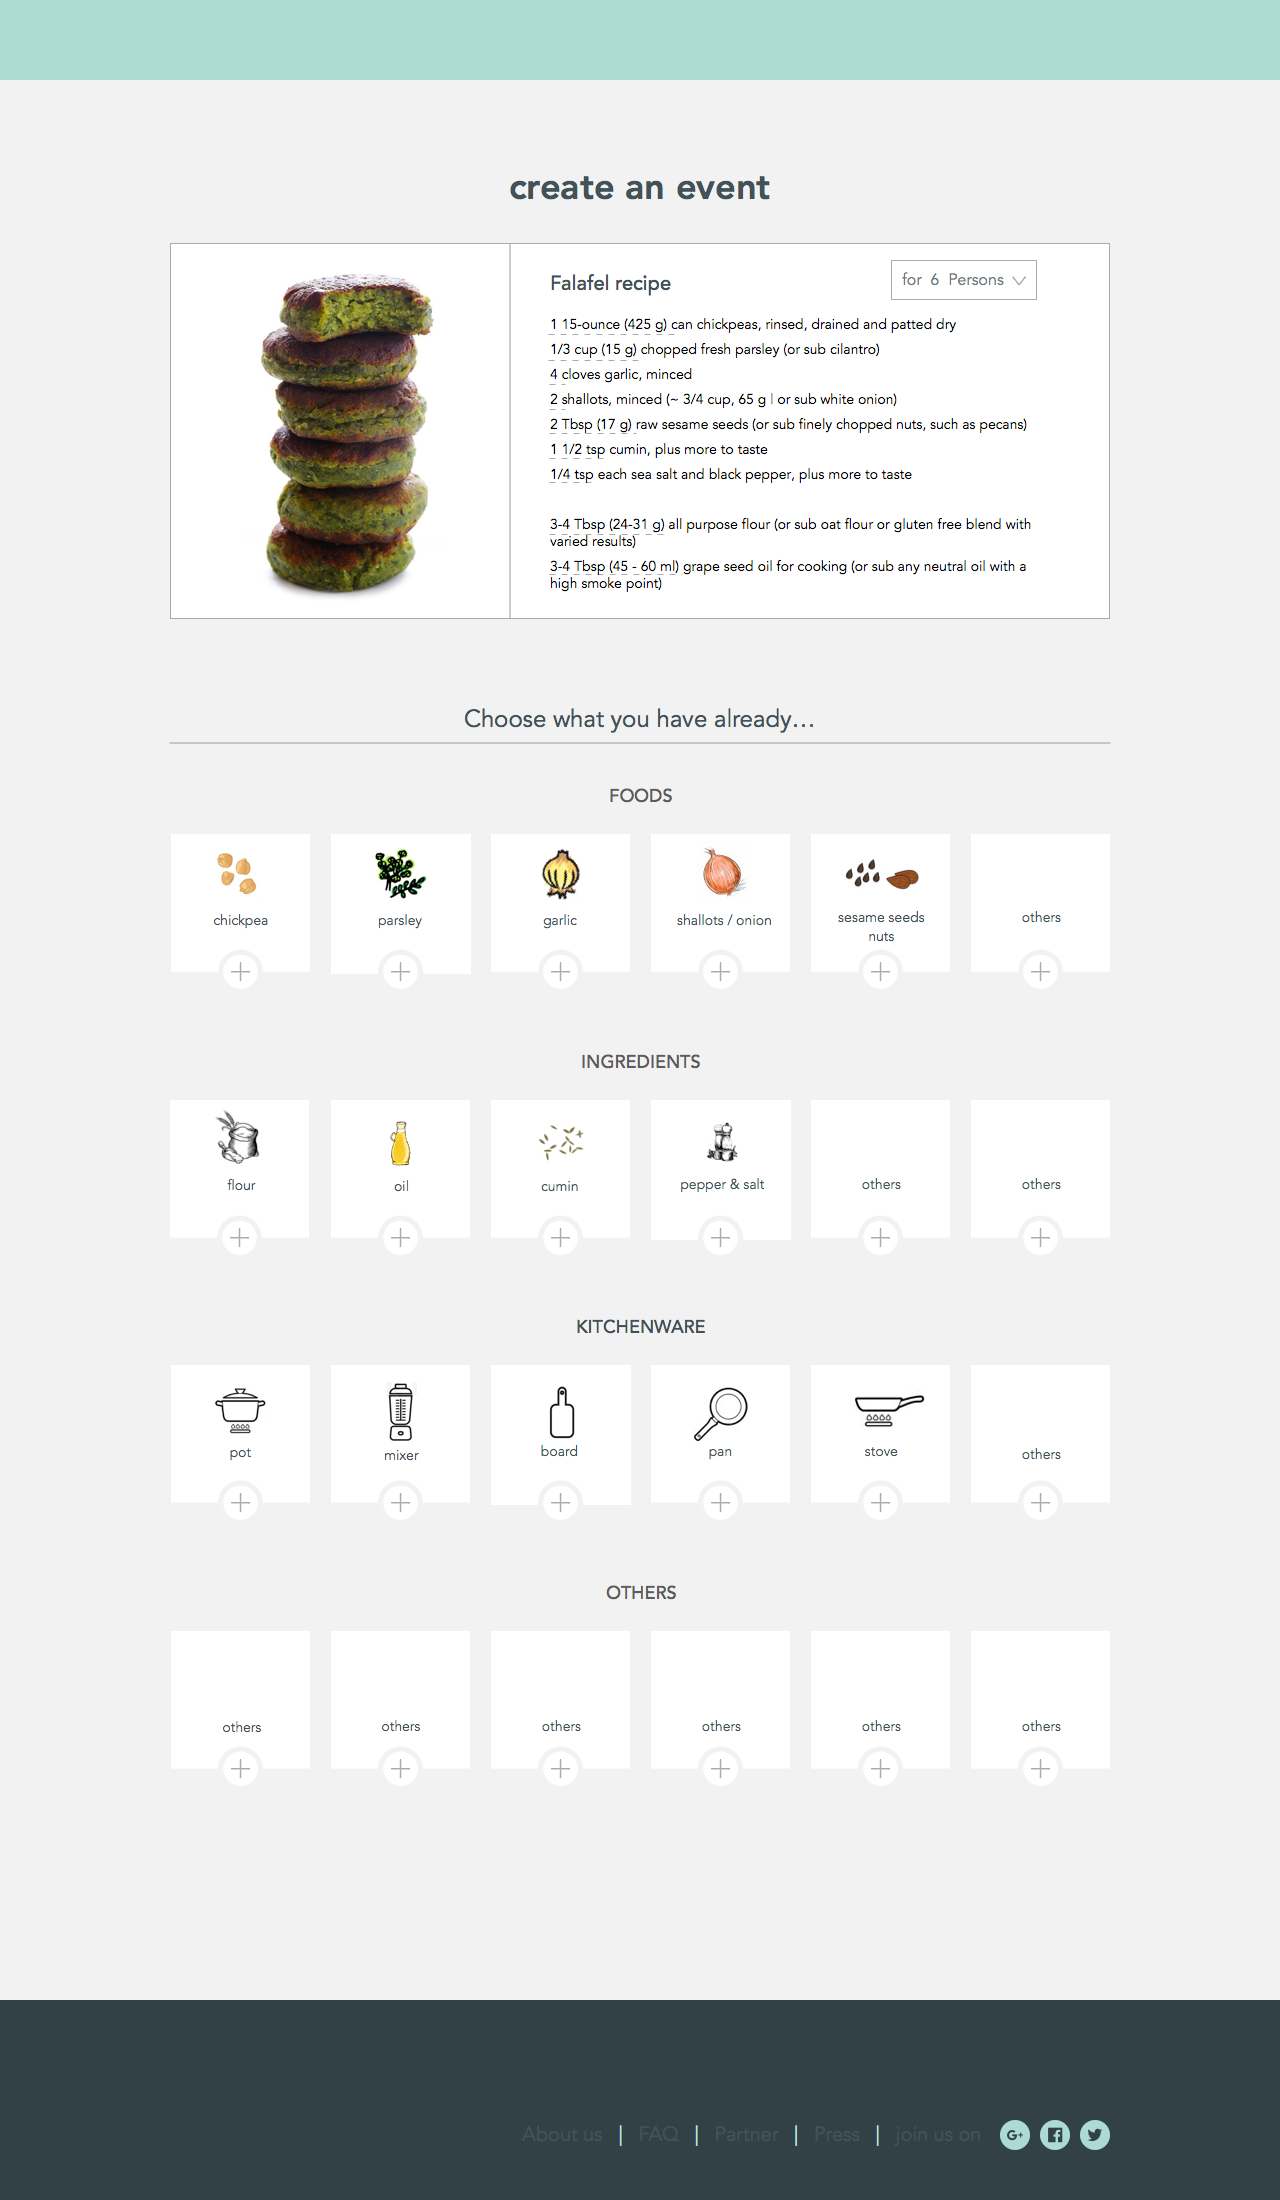 create an event
Falafel recipe
for 6 Persons
1 15-ounce (425 g) can chickpeas, rinsed, drained and patted dry
1/3 cup (15 g) chopped fresh parsley (or sub cilantro)
4 cloves garlic, minced
2 shallots, minced (~ 3/4 cup, 65 g | or sub white onion)
2 Tbsp (17 g) raw sesame seeds (or sub finely chopped nuts, such as pecans)
1 1/2 tsp cumin, plus more to taste
1/4 tsp each sea salt and black pepper, plus more to taste
3-4 Tbsp (24-31 g) all purpose flour (or sub oat flour or gluten free blend with
varied results)
3-4 Tbsp (45 - 60 ml) grape seed oil for cooking (or sub any neutral oil with a
high smoke point)
Choose what you have already...
FOODS
chickpea
parsley
garlic
shallots / onion
sesame seeds
nuts
others
INGREDIENTS
flour
oil
cumin
pepper & salt
others
others
KITCHENWARE
pot
mixer
board
pan
stove
others
OTHERS
others
others
others
others
others
others
About us | FAQ | Partner | Press | join us on